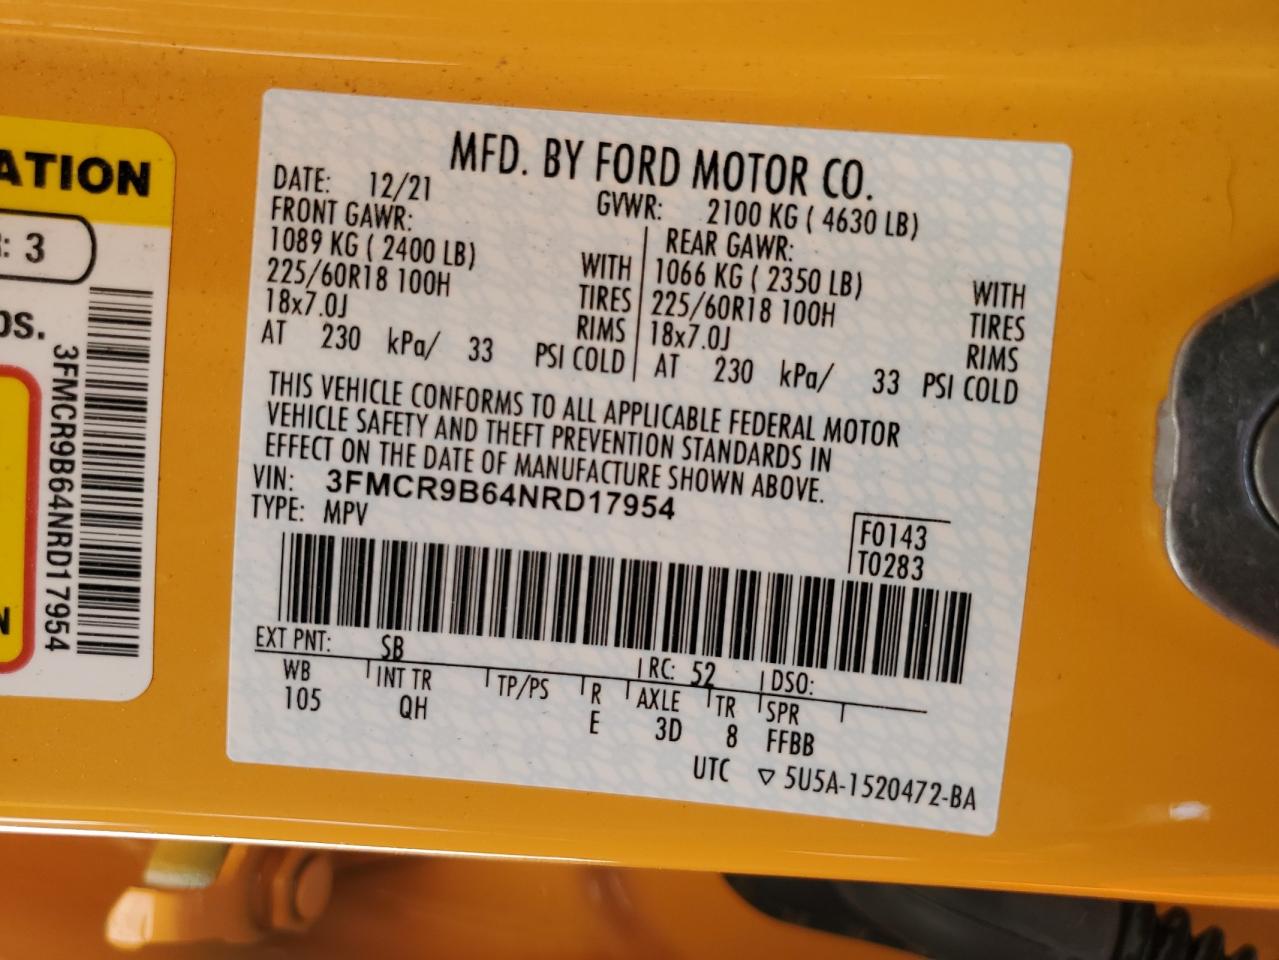 ATION
: 3
bs.
3FMCR9B64NRD17954
N
MFD. BY FORD MOTOR CO.
DATE: 12/21 GVWR: 2100 KG ( 4630 LB)
FRONT GAWR: REAR GAWR:
1089 KG ( 2400 LB) WITH 1066 KG ( 2350 LB) WITH
225/60R18 100H TIRES 225/60R18 100H TIRES
18x7.0J RIMS 18x7.0J RIMS
AT 230 kPa/ 33 PSI COLD AT 230 kPa/ 33 PSI COLD
THIS VEHICLE CONFORMS TO ALL APPLICABLE FEDERAL MOTOR
VEHICLE SAFETY AND THEFT PREVENTION STANDARDS IN
EFFECT ON THE DATE OF MANUFACTURE SHOWN ABOVE.
VIN: 3FMCR9B64NRD17954
TYPE: MPV
F0143
T0283
EXT PNT: SB RC: 52 DSO:
WB INT TR TP/PS R AXLE TR SPR
105 QH E 3D 8 FFBB
UTC ▽ 5U5A-1520472-BA